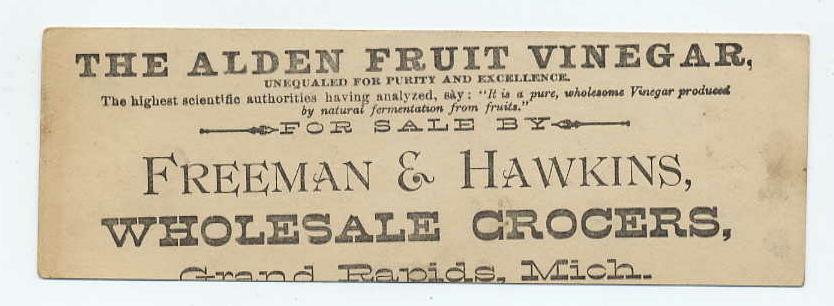 THE ALDEN FRUIT VINEGAR,
UNEQUALED FOR PURITY AND EXCELLENCE.
The highest scientific authorities having analyzed, say: "It is a pure, wholesome Vinegar produced
by natural fermentation from fruits."
FOR SALE BY
FREEMAN & HAWKINS,
WHOLESALE GROCERS,
Grand Rapids, Mich.